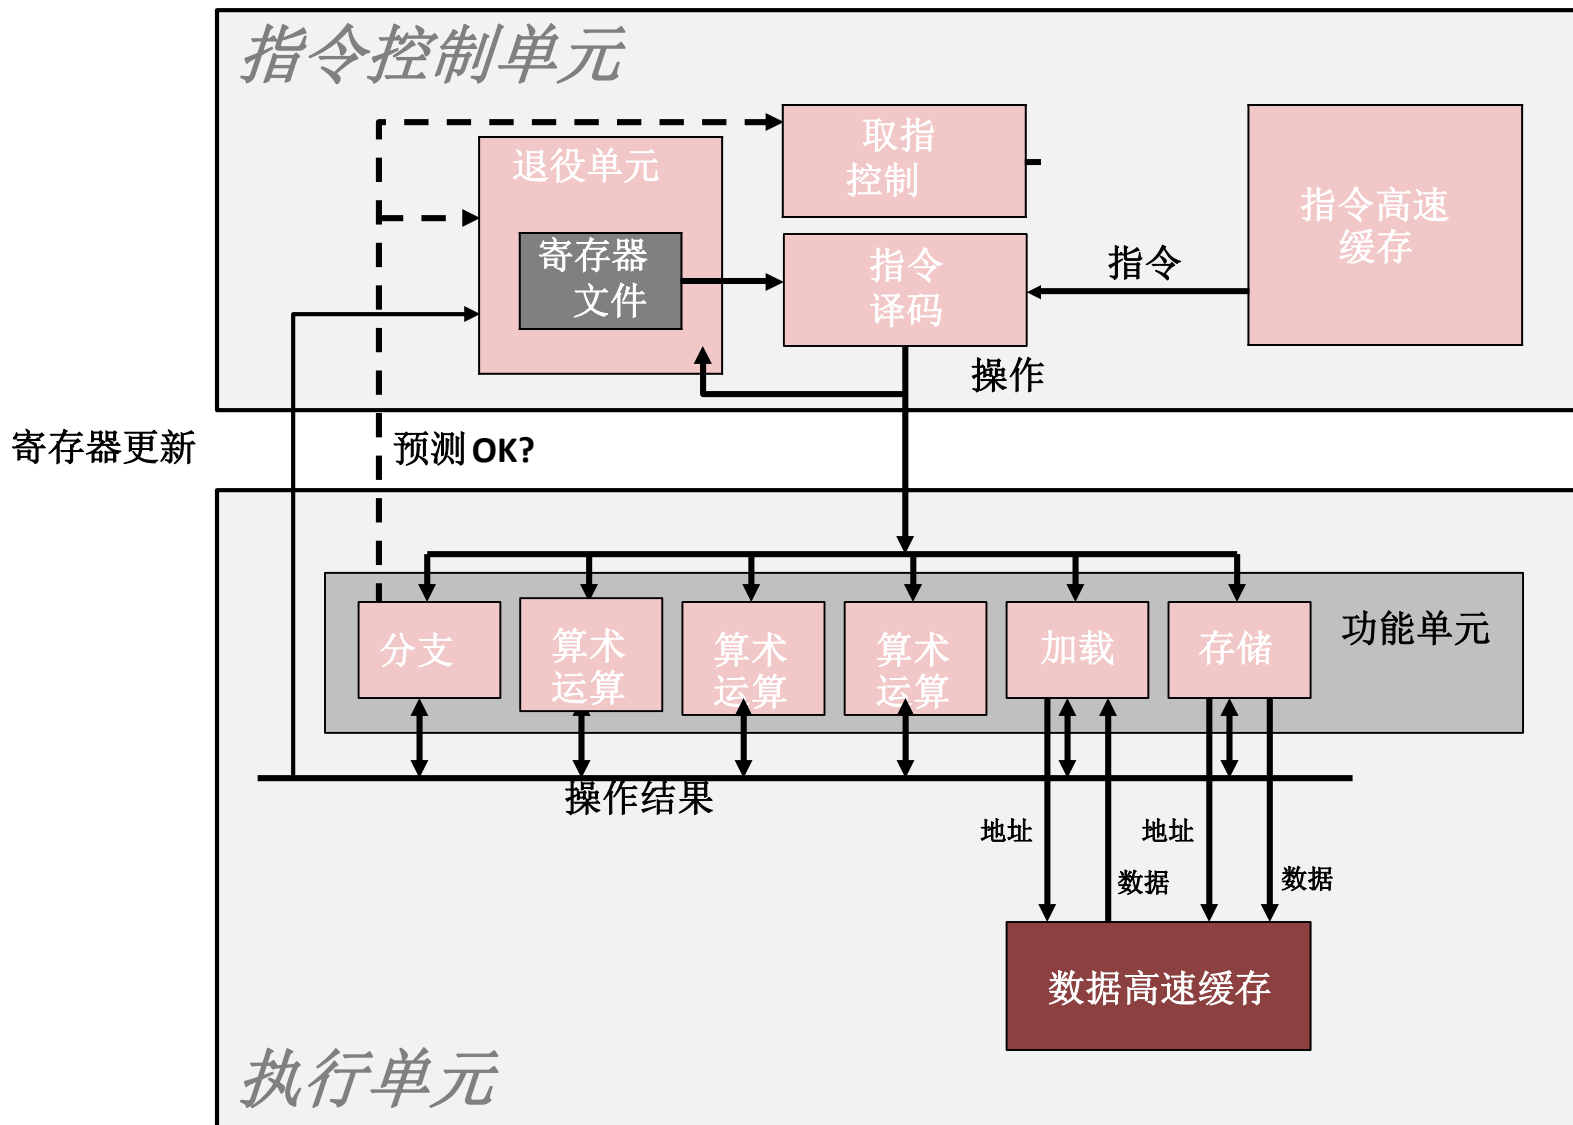 指令控制单元
取指
控制
退役单元
指令高速
缓存
寄存器
文件
指令
译码
指令
操作
寄存器更新
预测 OK?
功能单元
分支
算术
运算
算术
运算
算术
运算
加载
存储
操作结果
地址
地址
数据
数据
数据高速缓存
执行单元